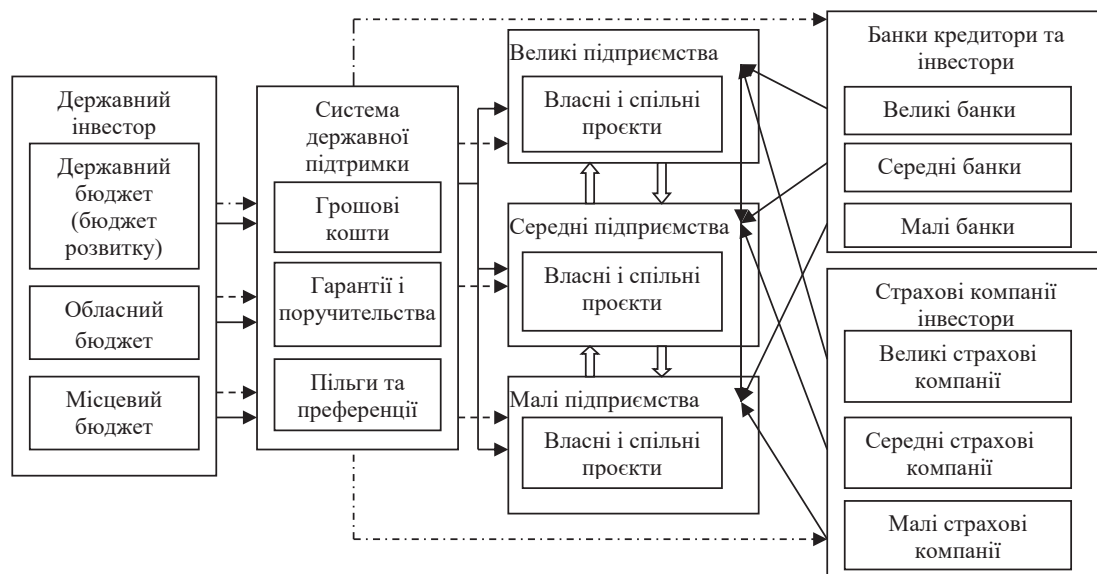 Державний
інвестор
Державний
бюджет
(бюджет
розвитку)
Обласний
бюджет
Місцевий
бюджет
Система
державної
підтримки
Грошові
кошти
Гарантії і
поручительства
Пільги та
преференції
Великі підприємства
Власні і спільні
проєкти
Середні підприємства
Власні і спільні
проєкти
Малі підприємства
Власні і спільні
проєкти
Банки кредитори та
інвестори
Великі банки
Середні банки
Малі банки
Страхові компанії
інвестори
Великі страхові
компанії
Середні страхові
компанії
Малі страхові
компанії